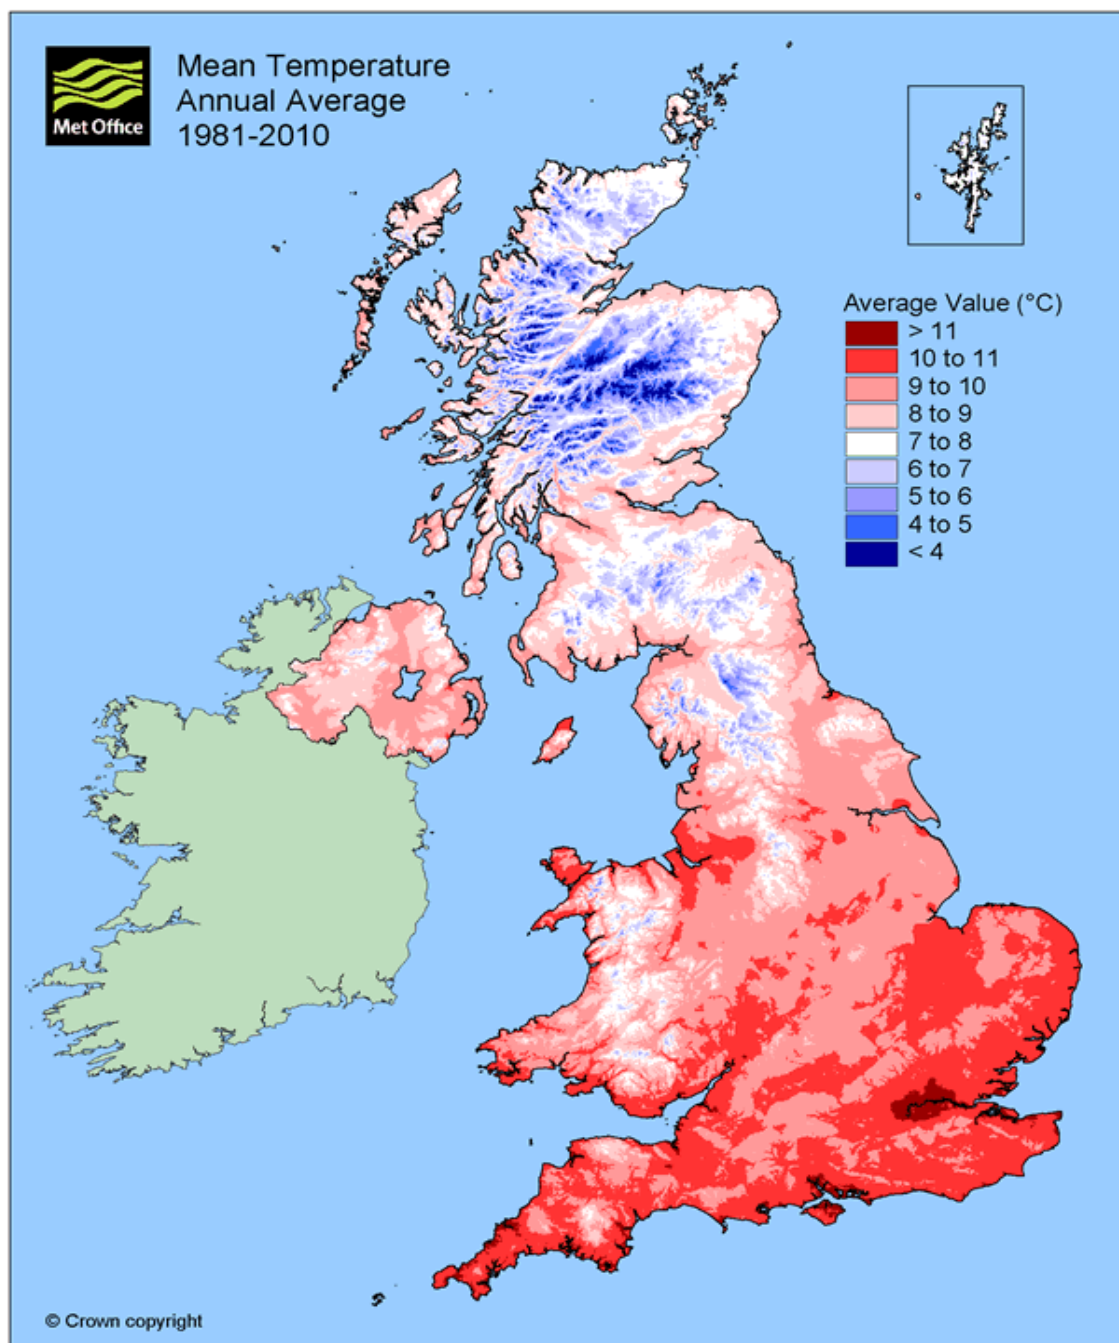 Met Office
Mean Temperature
Annual Average
1981-2010
Average Value (°C)
> 11
10 to 11
9 to 10
8 to 9
7 to 8
6 to 7
5 to 6
4 to 5
< 4
© Crown copyright